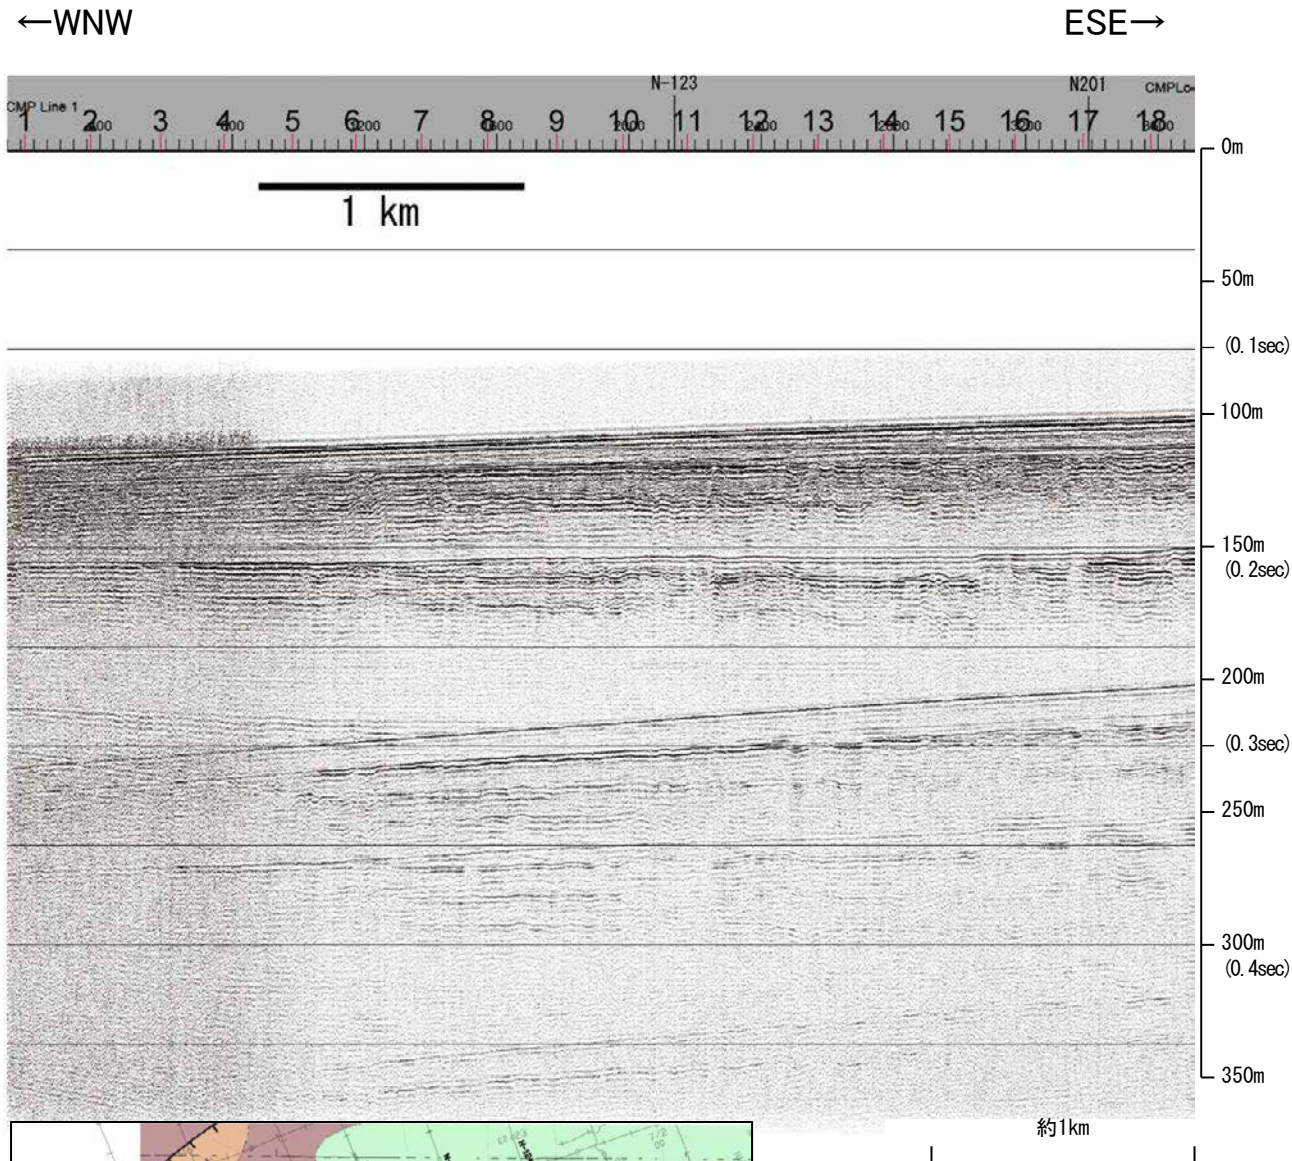 ←WNW
ESE→
N-123
N201
CMPLo
CMP Line 1
1 2 3 4 5 6 7 8 9 10 11 12 13 14 15 16 17 18
0m
1 km
50m
(0.1sec)
100m
150m
(0.2sec)
200m
(0.3sec)
250m
300m
(0.4sec)
350m
約1km